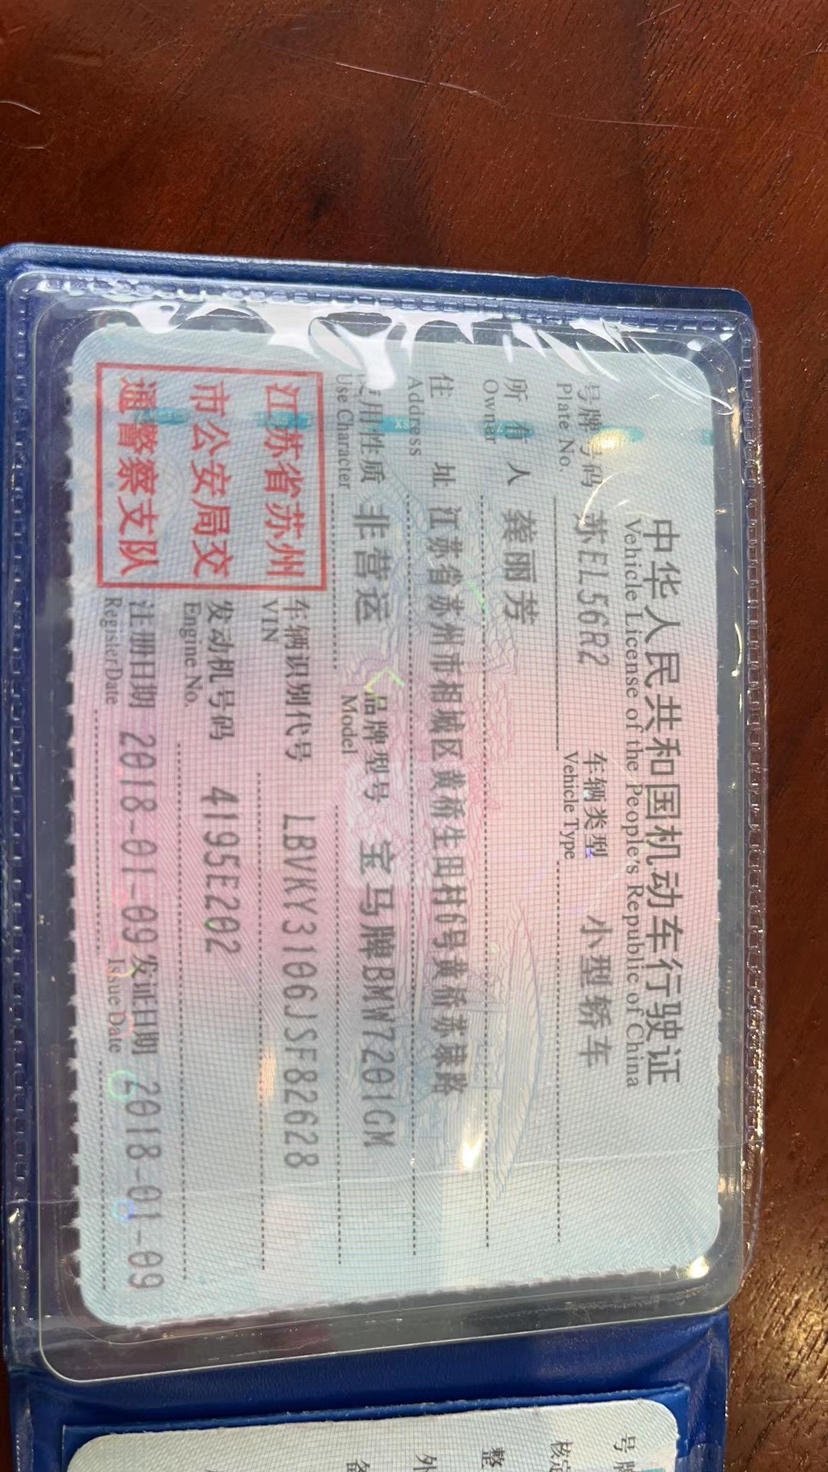 中华人民共和国机动车行驶证
Vehicle License of the People's Republic of China
号牌号码 苏EL56R2 车辆类型 小型轿车
Plate No. Vehicle Type
所有人 龚丽芳
Owner
住址 江苏省苏州市相城区黄桥生田村6号黄桥苏康路
Address
使用性质 非营运 品牌型号 宝马牌BMW7201GM
Use Character Model
江苏省苏州
市公安局交
通警察支队
车辆识别代号 LBVKY3106JSF82628
VIN
发动机号码 4195E202
Engine No.
注册日期 2018-01-09 发证日期 2018-01-09
Register Date Issue Date
号牌
核定
整
外